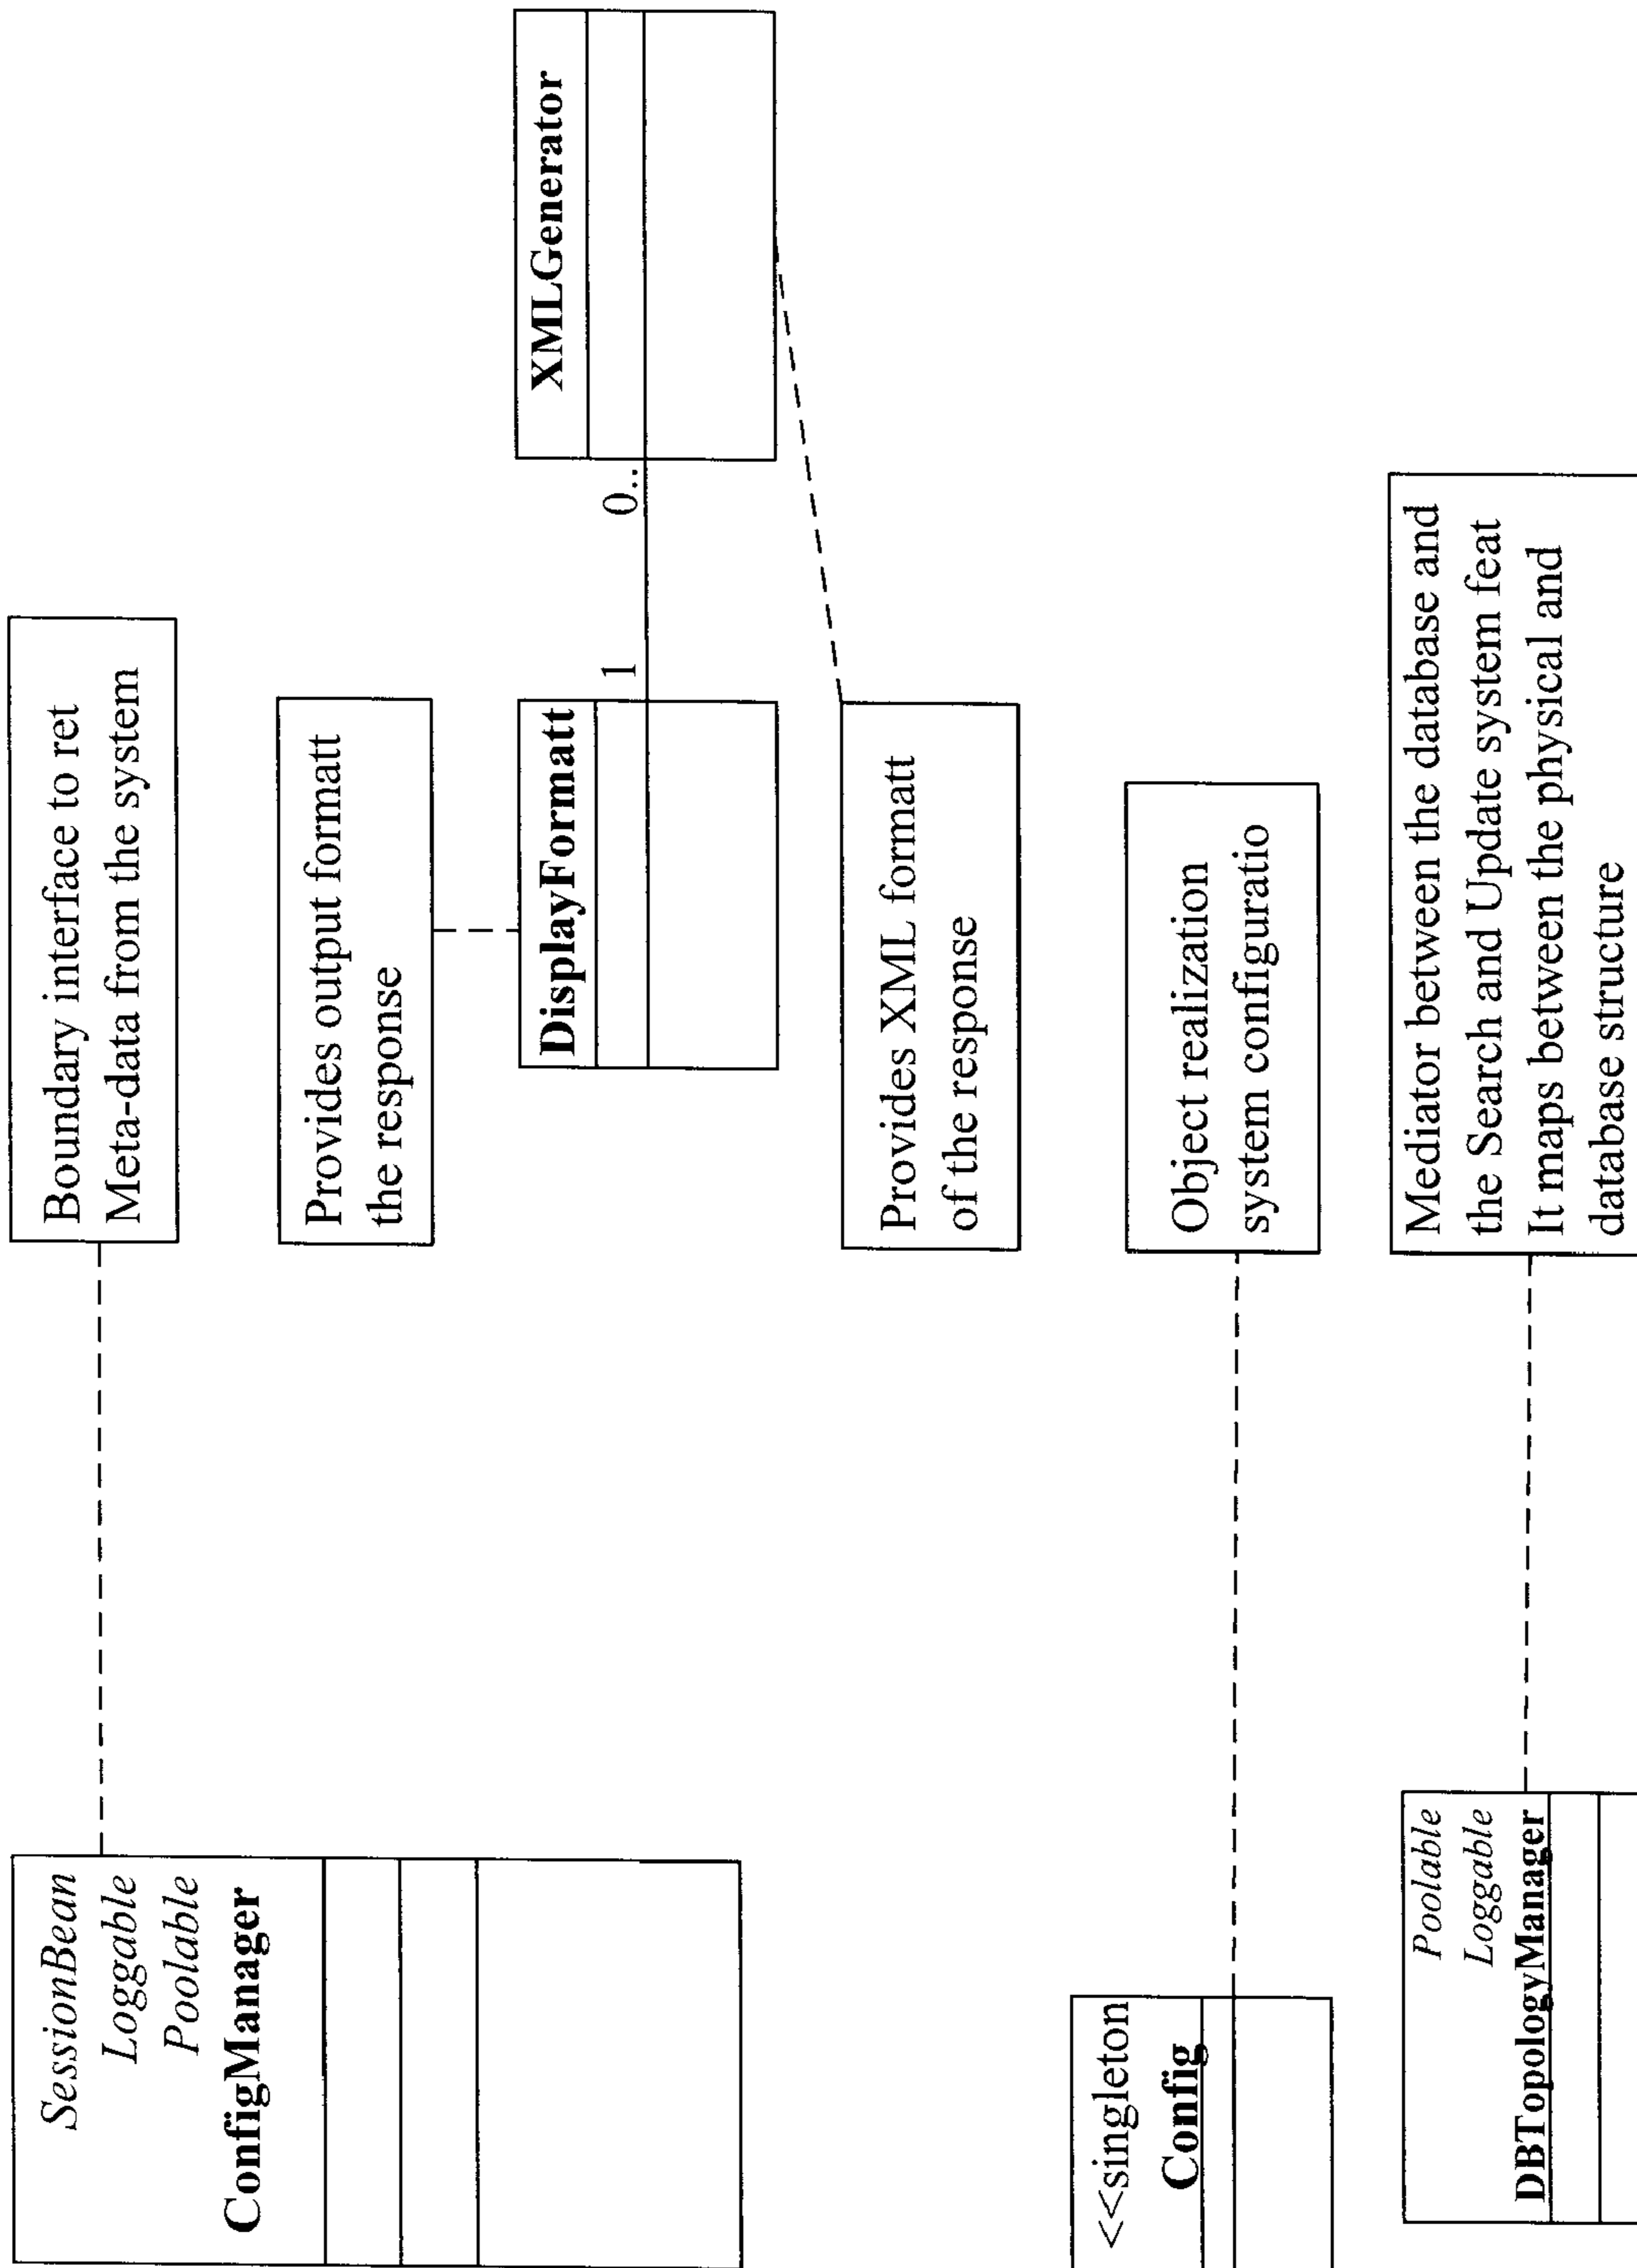 SessionBean
Loggable
Poolable
ConfigManager
Boundary interface to ret
Meta-data from the system
Provides output formatt
the response
DisplayFormatt
1
0..
XMLGenerator
Provides XML formatt
of the response
<<singleton
Config
Object realization
system configuratio
Poolable
Loggable
DBTopologyManager
Mediator between the database and
the Search and Update system feat
It maps between the physical and
database structure